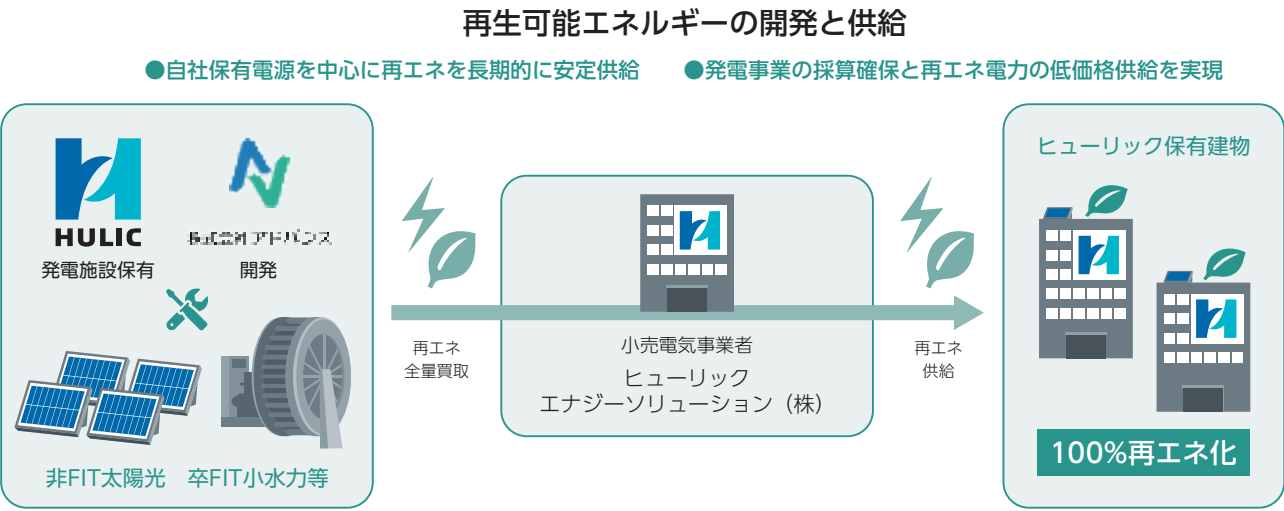 再生可能エネルギーの開発と供給
●自社保有電源を中心に再エネを長期的に安定供給
●発電事業の採算確保と再エネ電力の低価格供給を実現
HULIC
発電施設保有
株式会社アドバンス
開発
非FIT太陽光
卒FIT小水力等
再エネ
全量買取
小売電気事業者
ヒューリック
エナジーソリューション（株）
再エネ
供給
ヒューリック保有建物
100%再エネ化